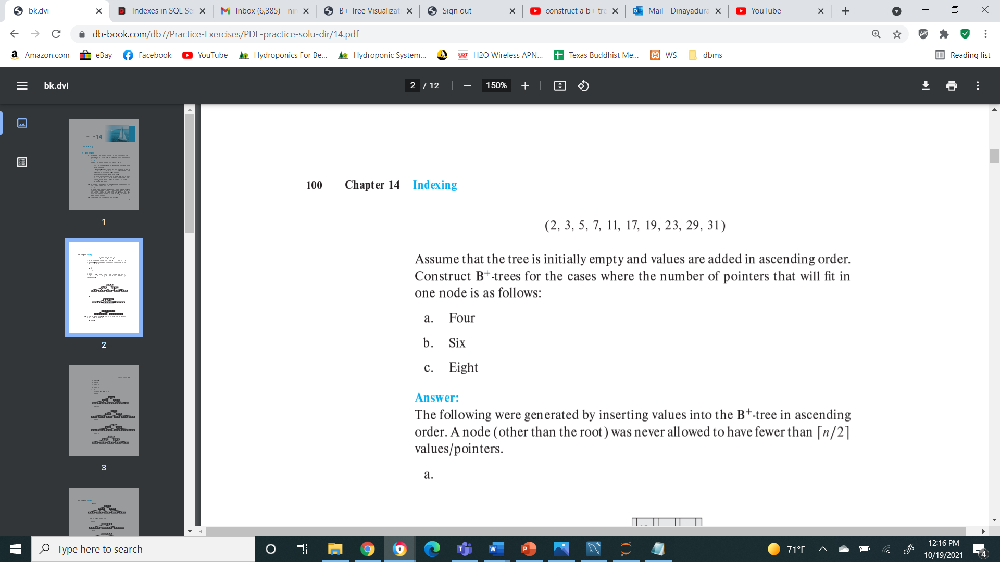 bk.dvi
Indexes in SQL Se
Inbox (6,385) - nir
B+ Tree Visualizat
Sign out
construct a b+ tre
Mail - Dinayadura
YouTube
db-book.com/db7/Practice-Exercises/PDF-practice-solu-dir/14.pdf
Amazon.com
eBay
Facebook
YouTube
Hydroponics For Be...
Hydroponic System...
H2O Wireless APN...
Texas Buddhist Me...
WS
dbms
Reading list
bk.dvi
2 / 12
150%
14
Indexing
1
2
3
100 Chapter 14 Indexing
(2, 3, 5, 7, 11, 17, 19, 23, 29, 31)
Assume that the tree is initially empty and values are added in ascending order.
Construct B⁺-trees for the cases where the number of pointers that will fit in
one node is as follows:
a. Four
b. Six
c. Eight
Answer:
The following were generated by inserting values into the B⁺-tree in ascending
order. A node (other than the root) was never allowed to have fewer than ⌈n/2⌉
values/pointers.
a.
Type here to search
71°F
12:16 PM
10/19/2021
4